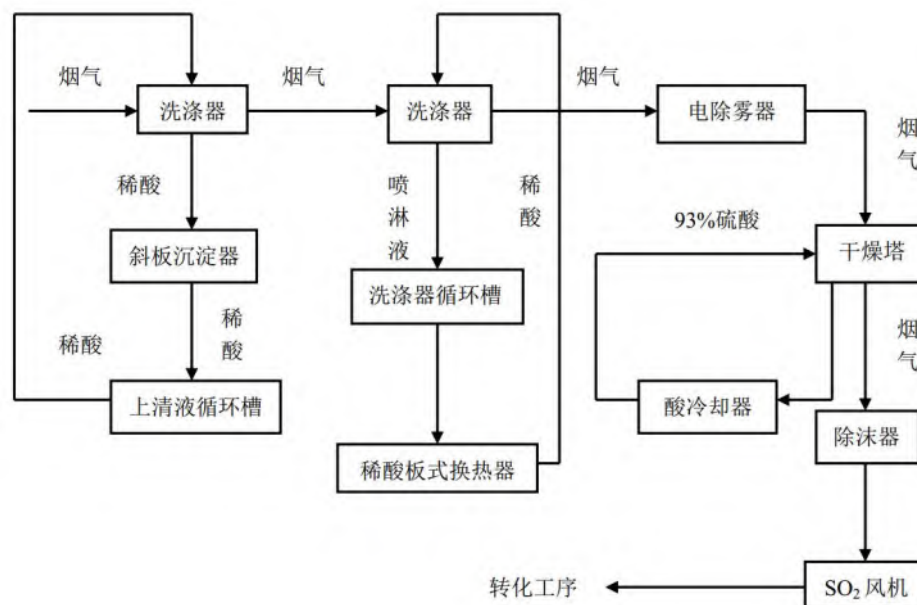 烟气
洗涤器
烟气
洗涤器
烟气
电除雾器
烟
气
稀酸
喷
淋
液
稀
酸
93%硫酸
斜板沉淀器
干燥塔
洗涤器循环槽
稀酸
稀
酸
烟
气
上清液循环槽
酸冷却器
除沫器
稀酸板式换热器
转化工序
SO₂风机